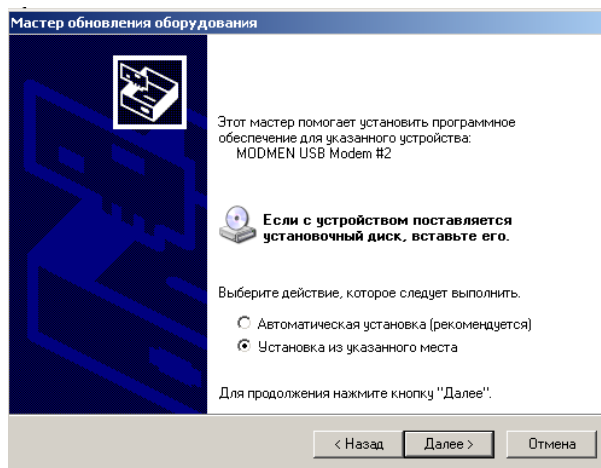 Мастер обновления оборудования
Этот мастер помогает установить программное
обеспечение для указанного устройства:
MODMEN USB Modem #2
Если с устройством поставляется
установочный диск, вставьте его.
Выберите действие, которое следует выполнить.
Автоматическая установка (рекомендуется)
Установка из указанного места
Для продолжения нажмите кнопку "Далее".
< Назад
Далее >
Отмена